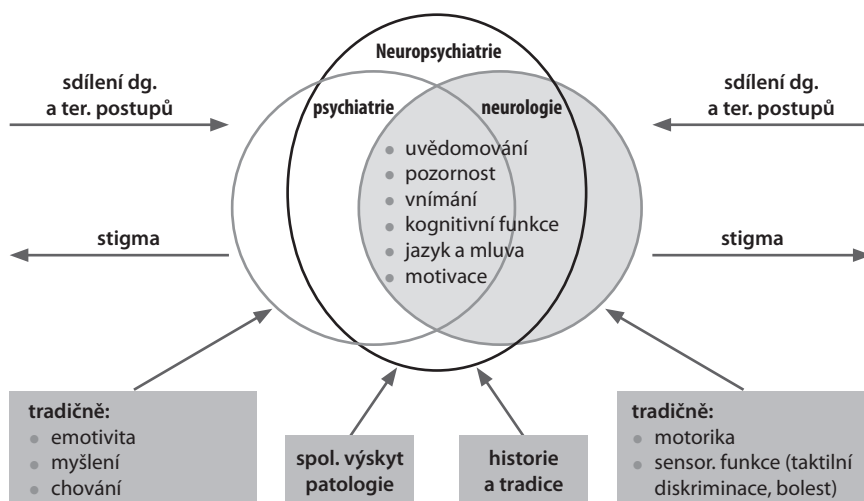 Neuropsychiatrie
sdílení dg.
a ter. postupů
psychiatrie
neurologie
sdílení dg.
a ter. postupů
uvědomování
pozornost
vnímání
kognitivní funkce
jazyk a mluva
motivace
stigma
stigma
tradičně:
emotivita
myšlení
chování
spol. výskyt
patologie
historie
a tradice
tradičně:
motorika
sensor. funkce (taktilní
diskriminace, bolest)